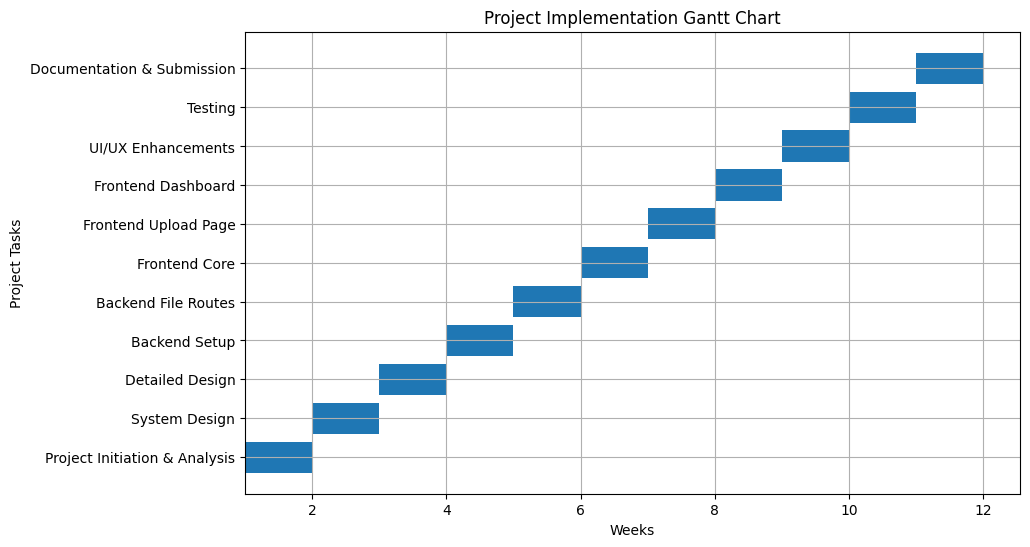 Project Implementation Gantt Chart
Documentation & Submission
Testing
UI/UX Enhancements
Frontend Dashboard
Frontend Upload Page
Frontend Core
Backend File Routes
Backend Setup
Detailed Design
System Design
Project Initiation & Analysis
Project Tasks
2 4 6 8 10 12
Weeks